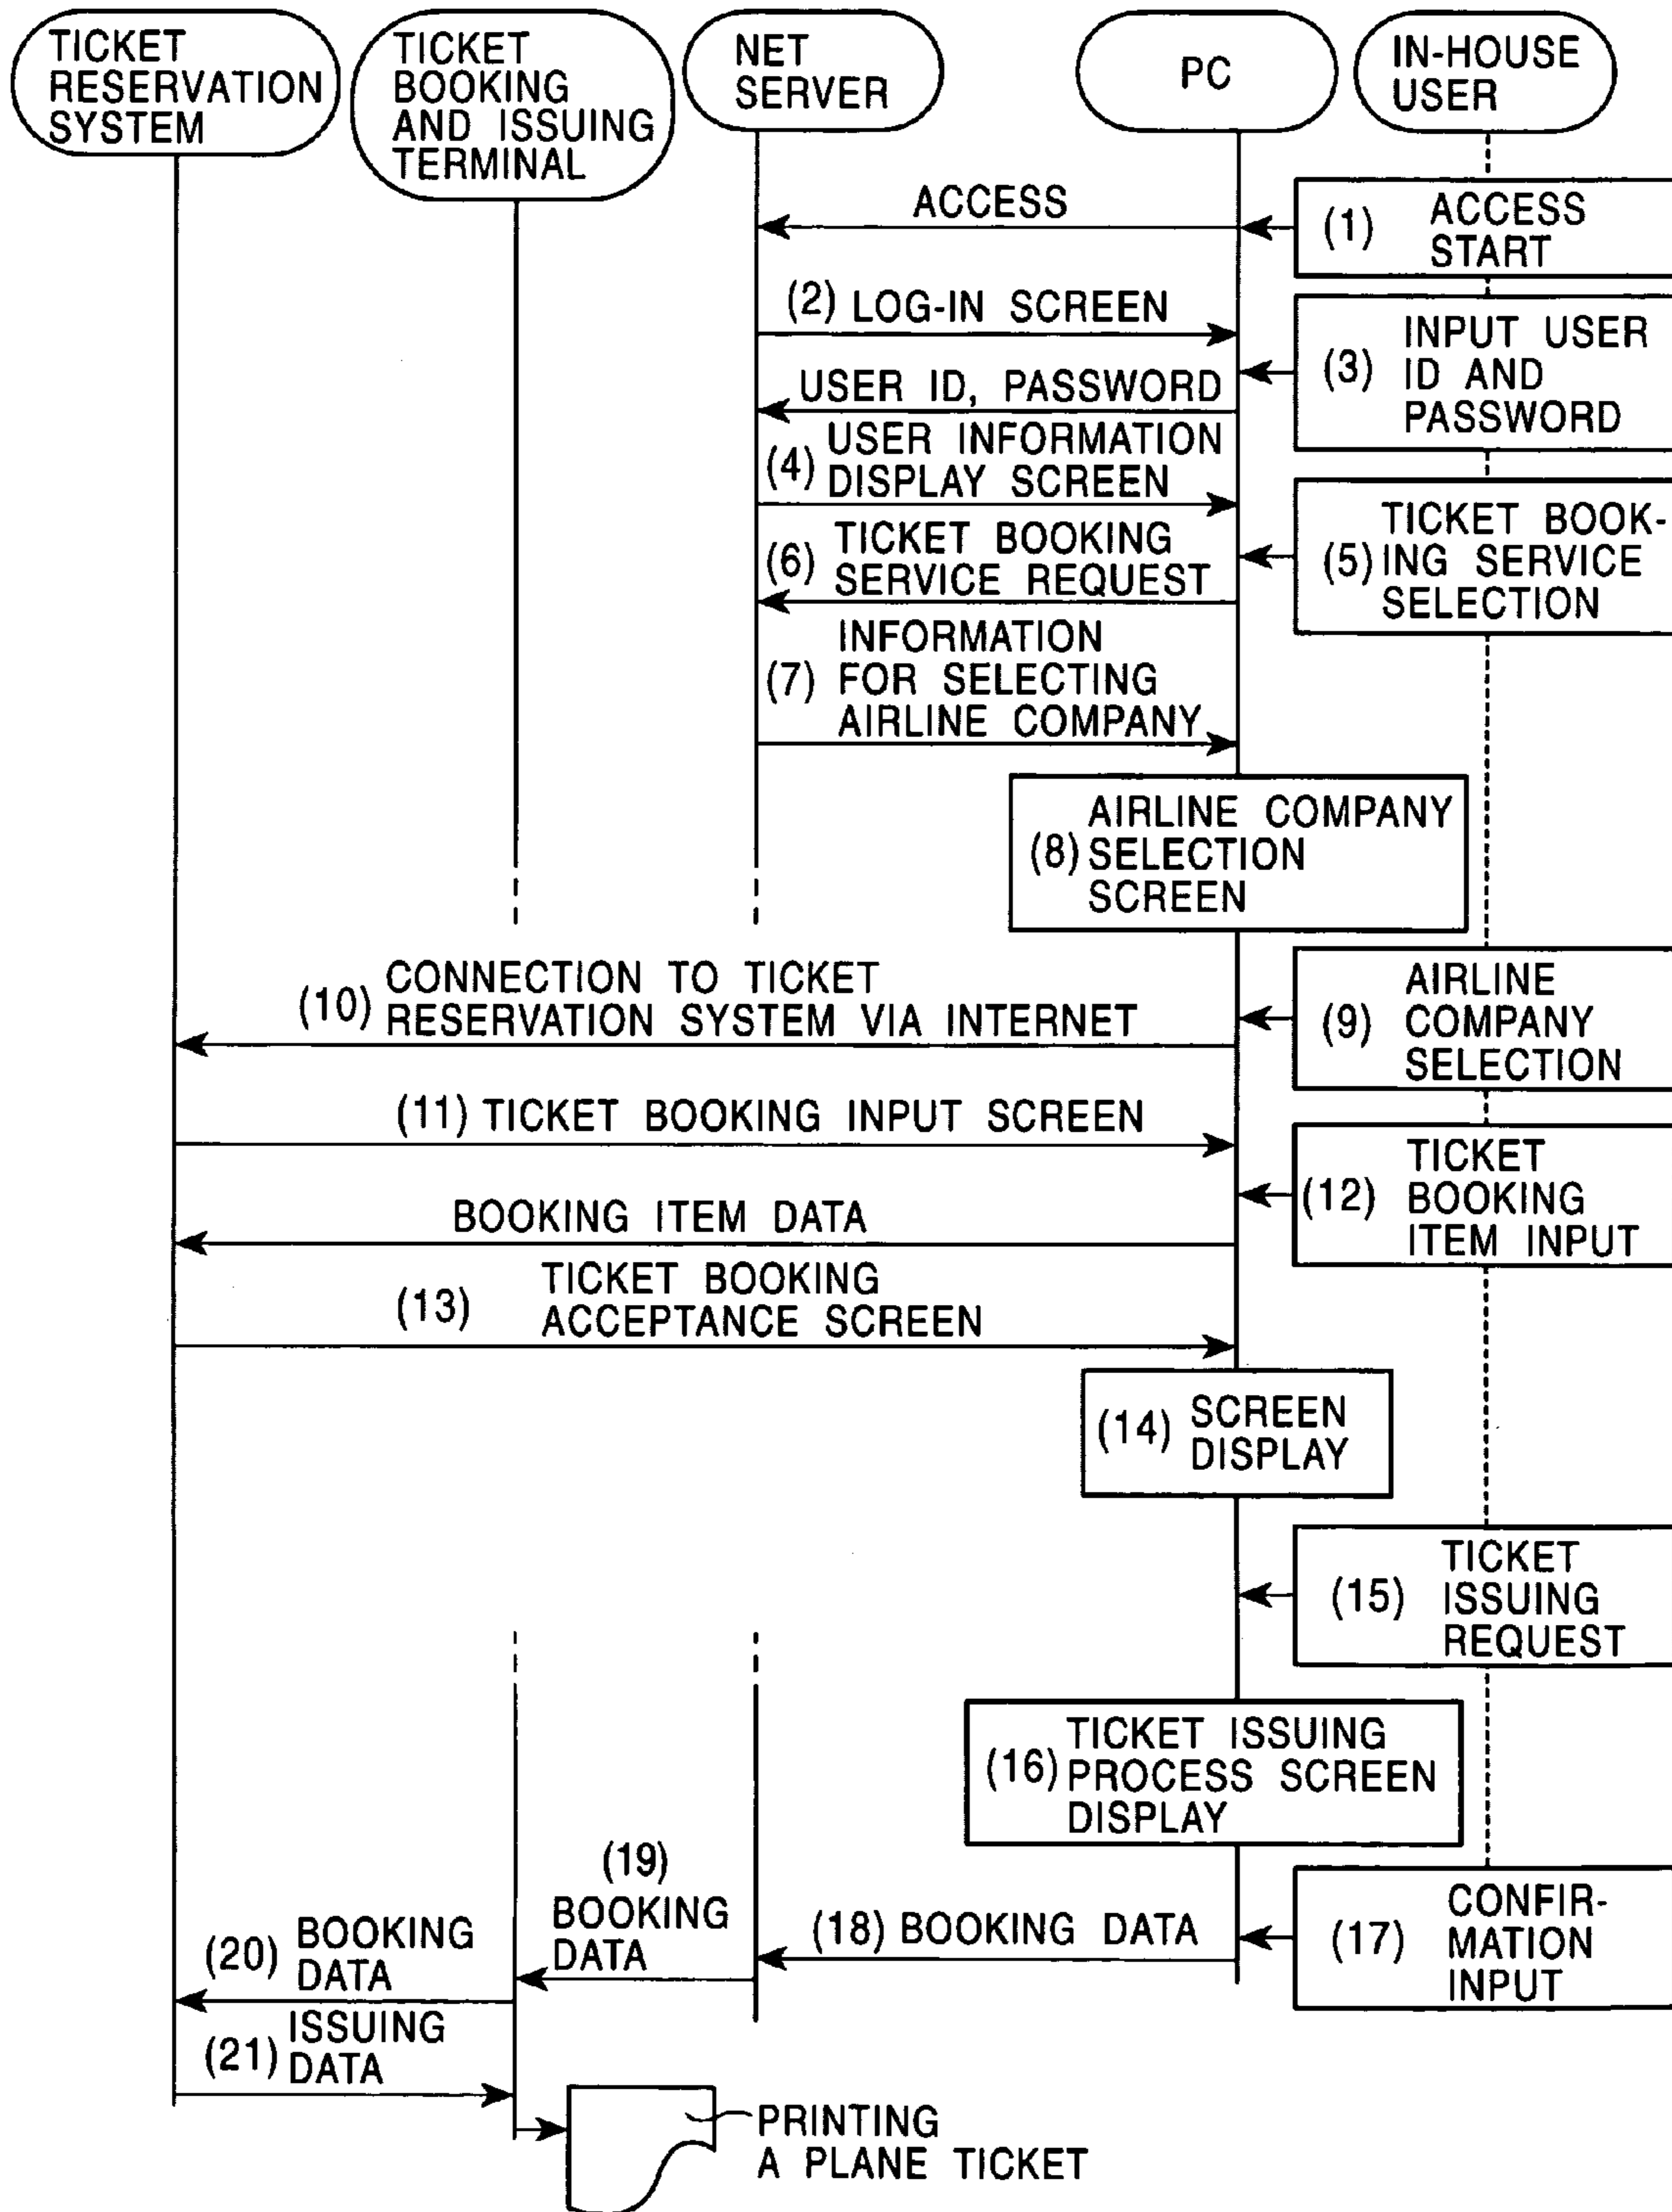 TICKET
RESERVATION
SYSTEM
TICKET
BOOKING
AND ISSUING
TERMINAL
NET
SERVER
PC
IN-HOUSE
USER
ACCESS
(1) ACCESS
START
(2) LOG-IN SCREEN
(3) INPUT USER
ID AND
PASSWORD
USER ID, PASSWORD
(4) USER INFORMATION
DISPLAY SCREEN
(5) TICKET BOOK-
ING SERVICE
SELECTION
(6) TICKET BOOKING
SERVICE REQUEST
(7) INFORMATION
FOR SELECTING
AIRLINE COMPANY
(8) AIRLINE COMPANY
SELECTION
SCREEN
(9) AIRLINE
COMPANY
SELECTION
(10) CONNECTION TO TICKET
RESERVATION SYSTEM VIA INTERNET
(11) TICKET BOOKING INPUT SCREEN
(12) TICKET
BOOKING
ITEM INPUT
BOOKING ITEM DATA
(13) TICKET BOOKING
ACCEPTANCE SCREEN
(14) SCREEN
DISPLAY
(15) TICKET
ISSUING
REQUEST
(16) TICKET ISSUING
PROCESS SCREEN
DISPLAY
(17) CONFIR-
MATION
INPUT
(18) BOOKING DATA
(19)
BOOKING
DATA
(20) BOOKING
DATA
(21) ISSUING
DATA
PRINTING
A PLANE TICKET